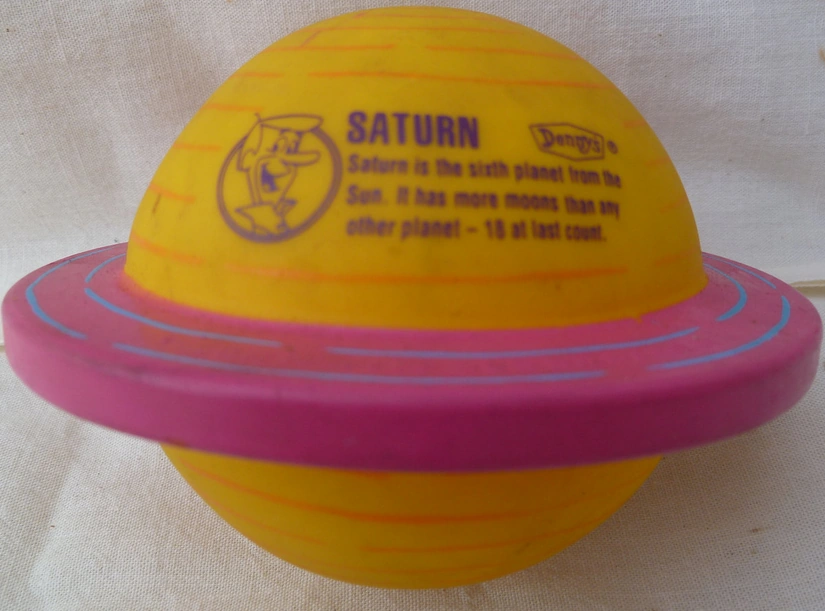 SATURN
Denny's ®
Saturn is the sixth planet from the
Sun. It has more moons than any
other planet – 18 at last count.